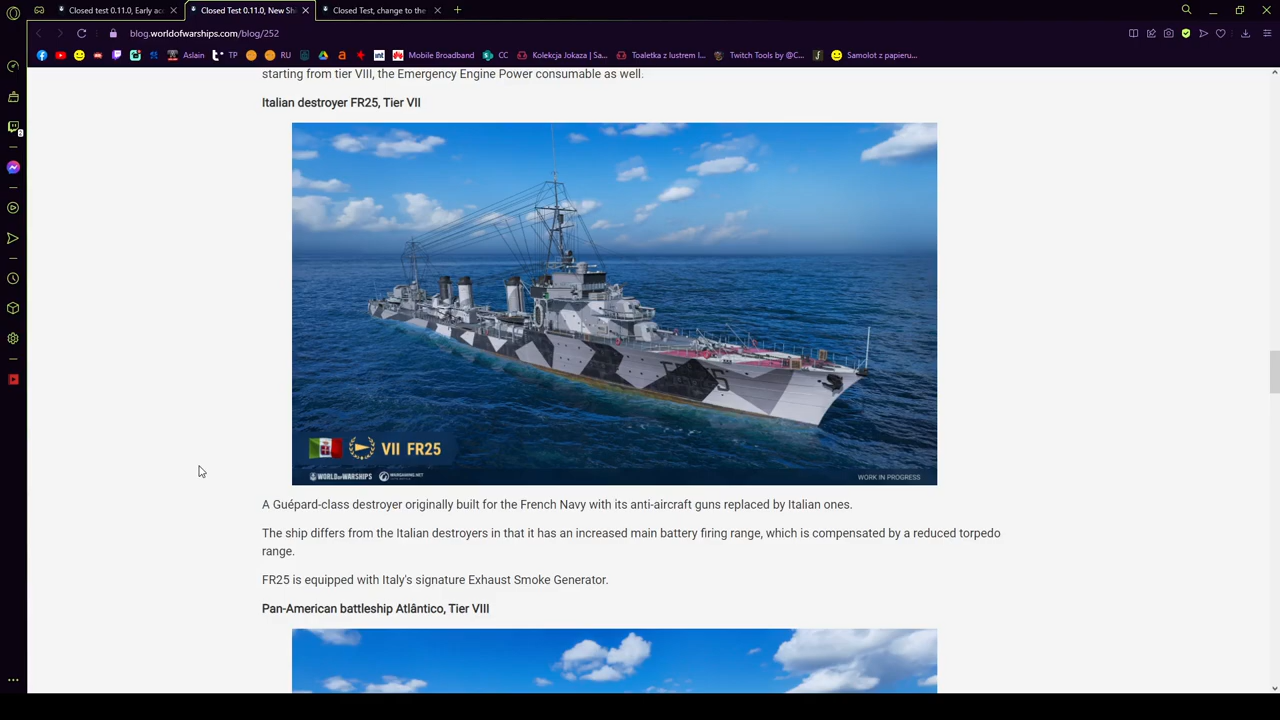 Closed test 0.11.0, Early acc
Closed Test 0.11.0, New Sh
Closed Test, change to the
blog.worldofwarships.com/blog/252
Aslain TP RU Mobile Broadband CC Kolekcja Jokaza | Sa... Toaletka z lustrem I... Twitch Tools by @C... Samolot z papieru...
starting from tier VIII, the Emergency Engine Power consumable as well.
Italian destroyer FR25, Tier VII
VII FR25
WORLD OF WARSHIPS WARGAMING.NET
WORK IN PROGRESS
A Guépard-class destroyer originally built for the French Navy with its anti-aircraft guns replaced by Italian ones.
The ship differs from the Italian destroyers in that it has an increased main battery firing range, which is compensated by a reduced torpedo
range.
FR25 is equipped with Italy's signature Exhaust Smoke Generator.
Pan-American battleship Atlântico, Tier VIII